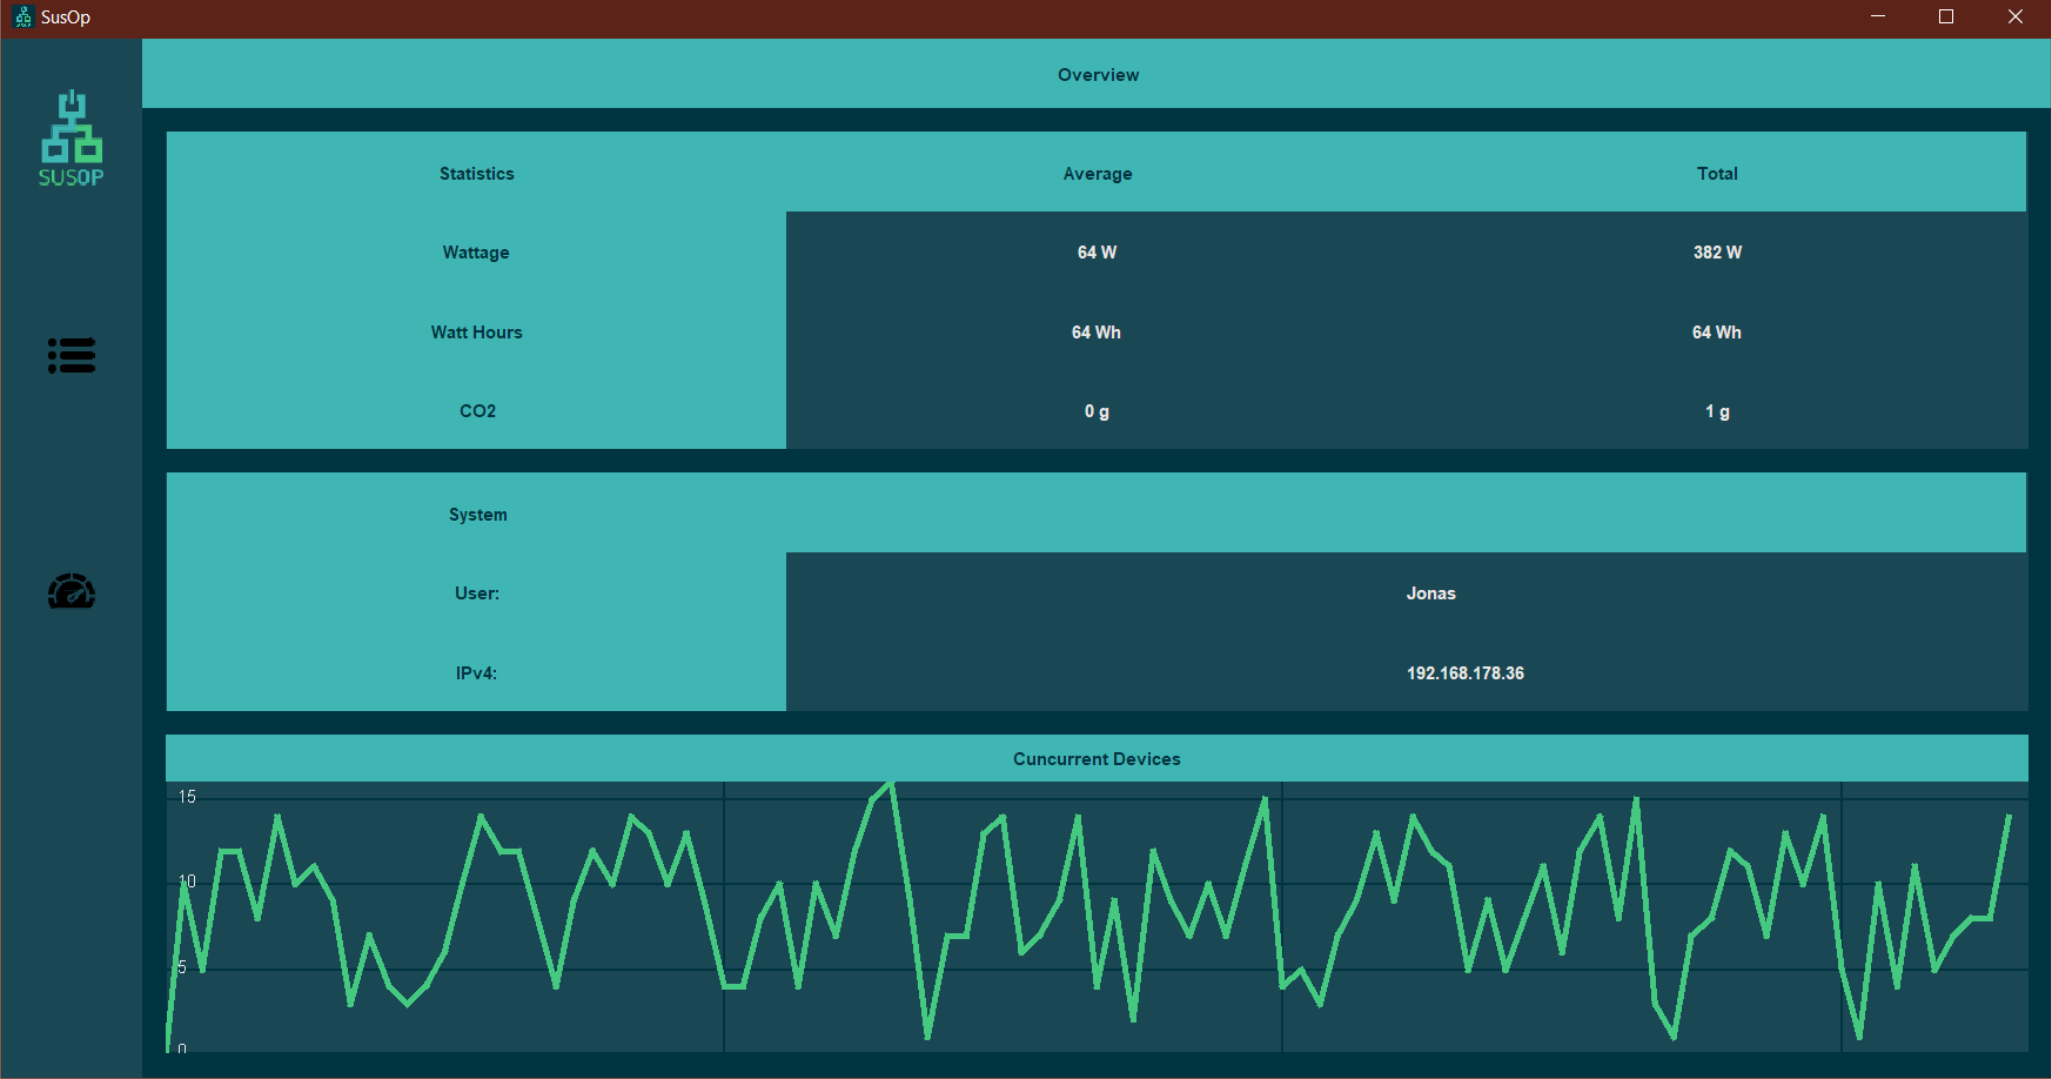 SusOp
Overview
SUSOP
Statistics Average Total
Wattage 64 W 382 W
Watt Hours 64 Wh 64 Wh
CO2 0 g 1 g
System
User: Jonas
IPv4: 192.168.178.36
Cuncurrent Devices
15
10
5
0